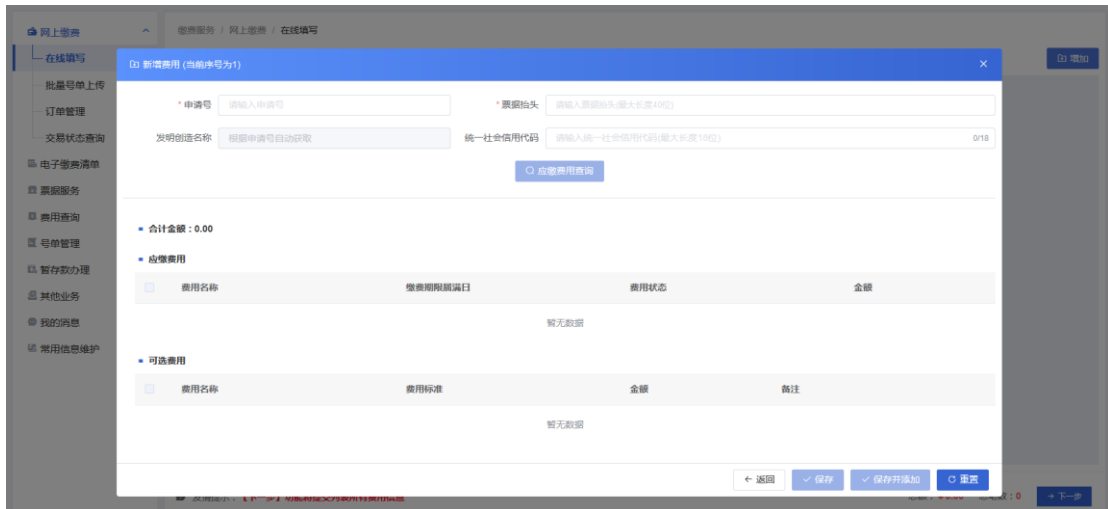 网上缴费
缴费服务 / 网上缴费 / 在线填写
在线填写
新增费用 (当前序号为1)
增加
批量号单上传
订单管理
交易状态查询
电子缴费清单
票据服务
费用查询
号单管理
暂存款办理
其他业务
我的消息
常用信息维护
* 申请号 请输入申请号
* 票据抬头 请输入票据抬头(最大长度40位)
发明创造名称 根据申请号自动获取
统一社会信用代码 请输入统一社会信用代码(最大长度18位) 0/18
应缴费用查询
合计金额：0.00
应缴费用
费用名称 缴费期限届满日 费用状态 金额
暂无数据
可选费用
费用名称 费用标准 金额 备注
暂无数据
返回 保存 保存并添加 重置
下一步